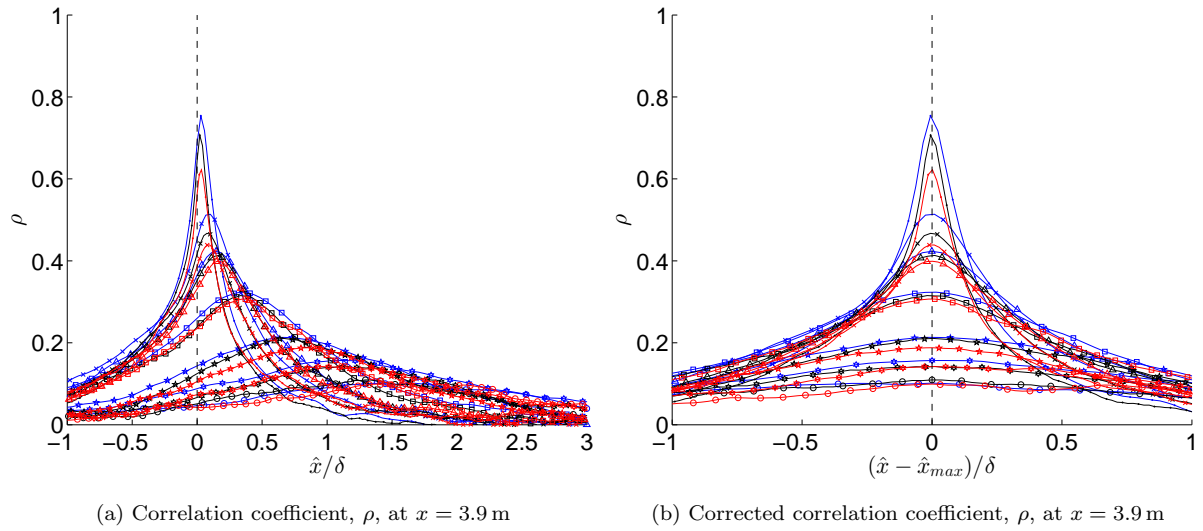 1
0.8
0.6
0.4
0.2
0
ρ
−1 −0.5 0 0.5 1 1.5 2 2.5 3
x̂/δ
(a) Correlation coefficient, ρ, at x = 3.9 m
1
0.8
0.6
0.4
0.2
0
ρ
−1 −0.5 0 0.5 1
(x̂ − x̂max)/δ
(b) Corrected correlation coefficient, ρ, at x = 3.9 m